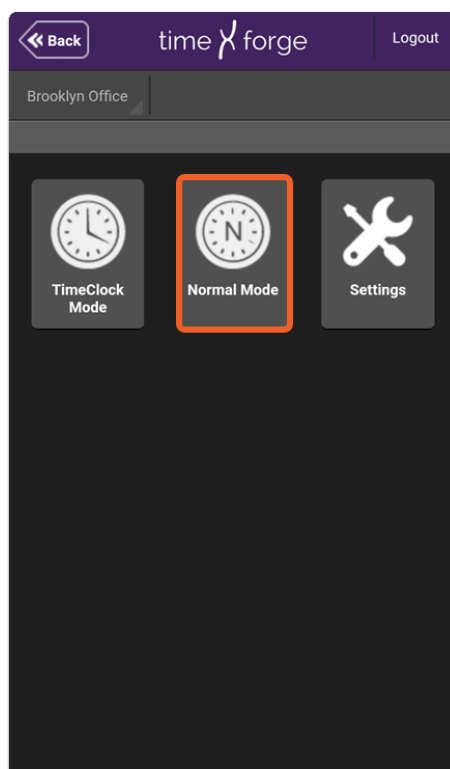 Back
time forge
Logout
Brooklyn Office
N
TimeClock
Mode
Normal Mode
Settings